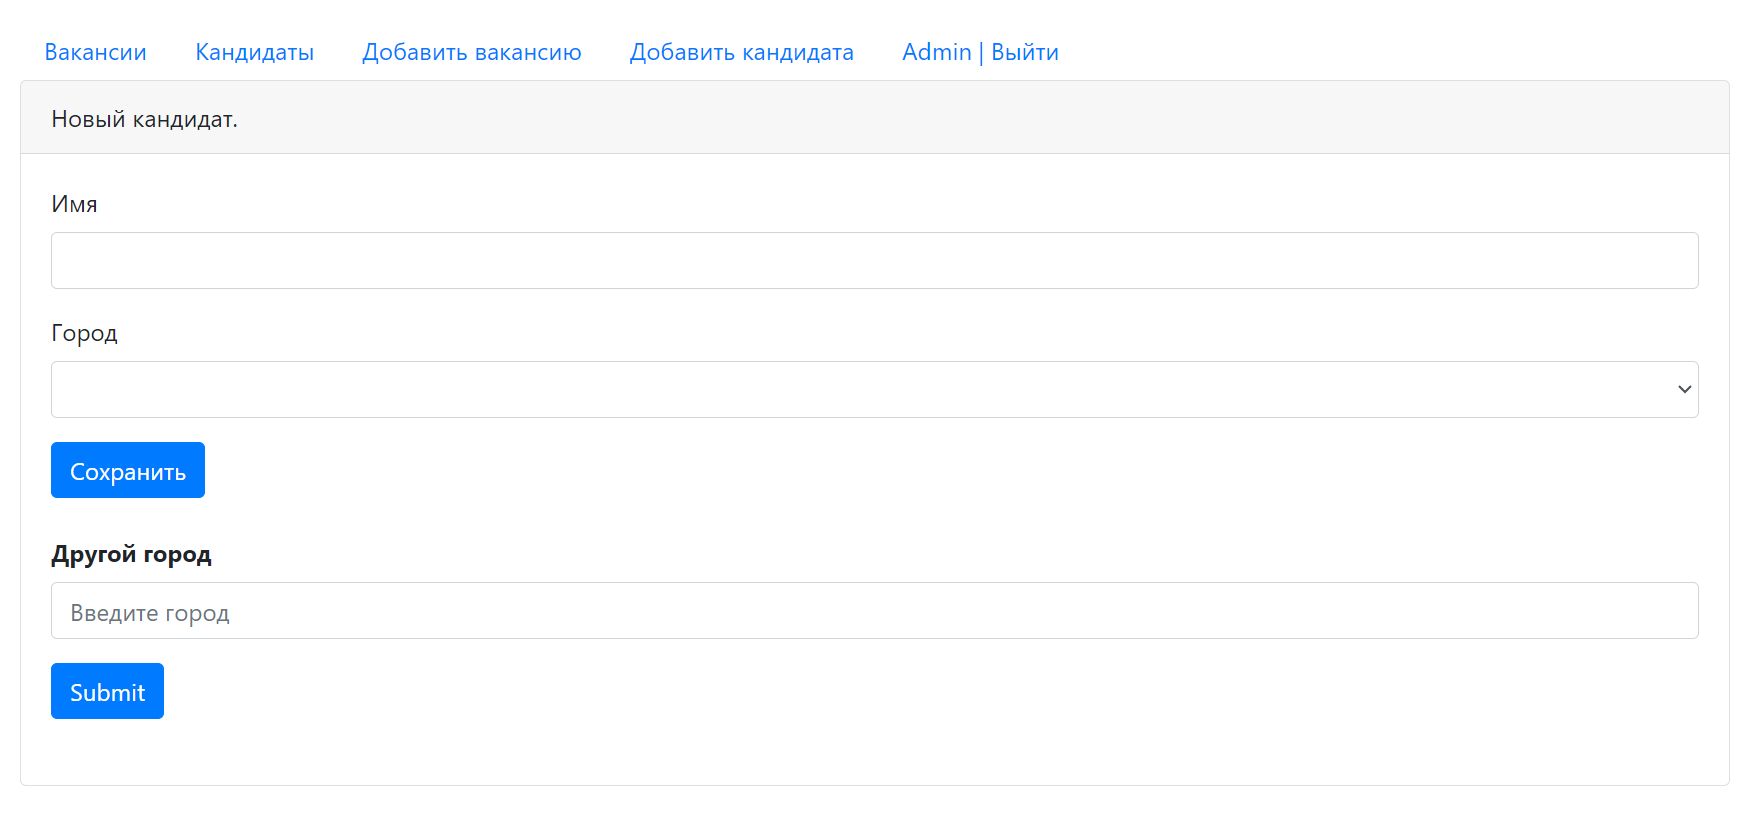 Вакансии Кандидаты Добавить вакансию Добавить кандидата Admin | Выйти
Новый кандидат.
Имя
Город
Сохранить
Другой город
Введите город
Submit